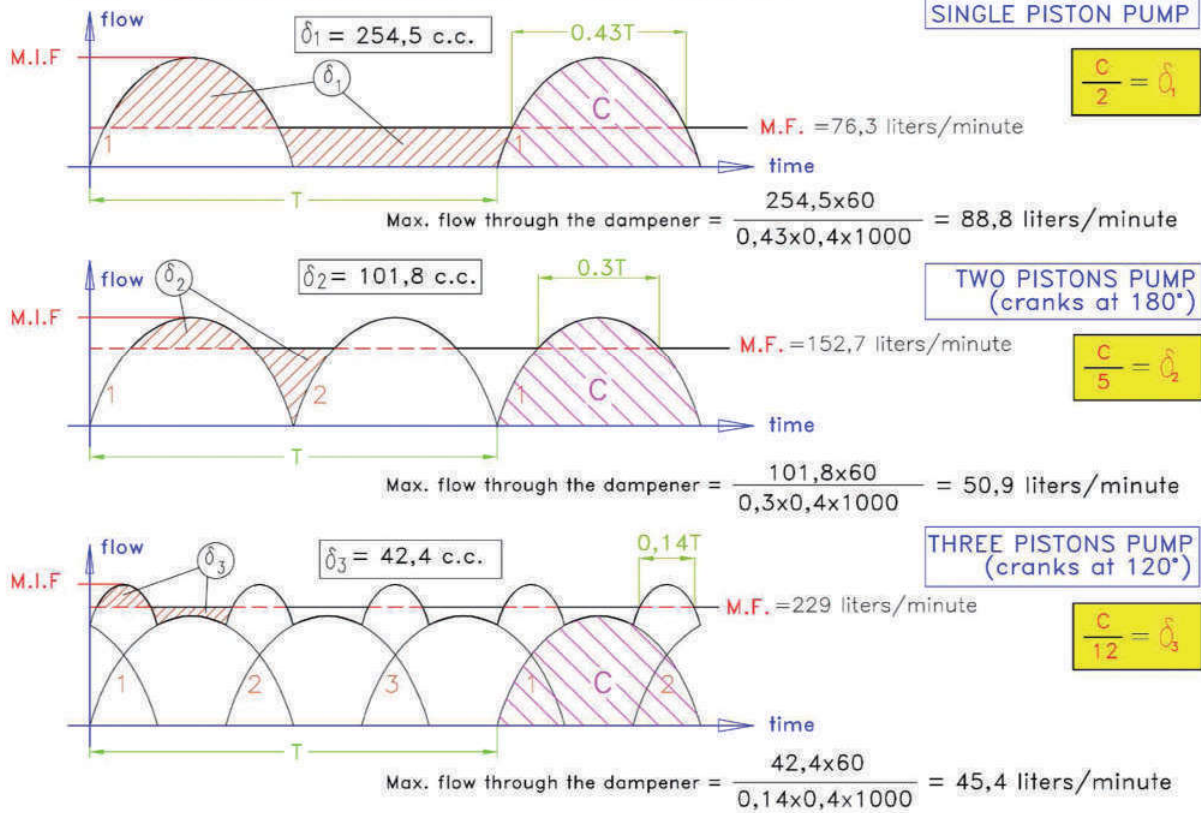 flow
δ1 = 254,5 c.c.
0.43T
SINGLE PISTON PUMP
M.I.F
δ1
C
C/2 = δ1
1
1
M.F. =76,3 liters/minute
time
T
Max. flow through the dampener = 254,5x60 / 0,43x0,4x1000 = 88,8 liters/minute
flow
δ2
δ2= 101,8 c.c.
0.3T
TWO PISTONS PUMP
(cranks at 180°)
M.I.F
M.F. =152,7 liters/minute
C/5 = δ2
1
2
1
C
time
T
Max. flow through the dampener = 101,8x60 / 0,3x0,4x1000 = 50,9 liters/minute
flow
δ3
δ3= 42,4 c.c.
0,14T
THREE PISTONS PUMP
(cranks at 120°)
M.I.F
M.F. =229 liters/minute
C/12 = δ3
1
2
3
1
C
2
time
T
Max. flow through the dampener = 42,4x60 / 0,14x0,4x1000 = 45,4 liters/minute